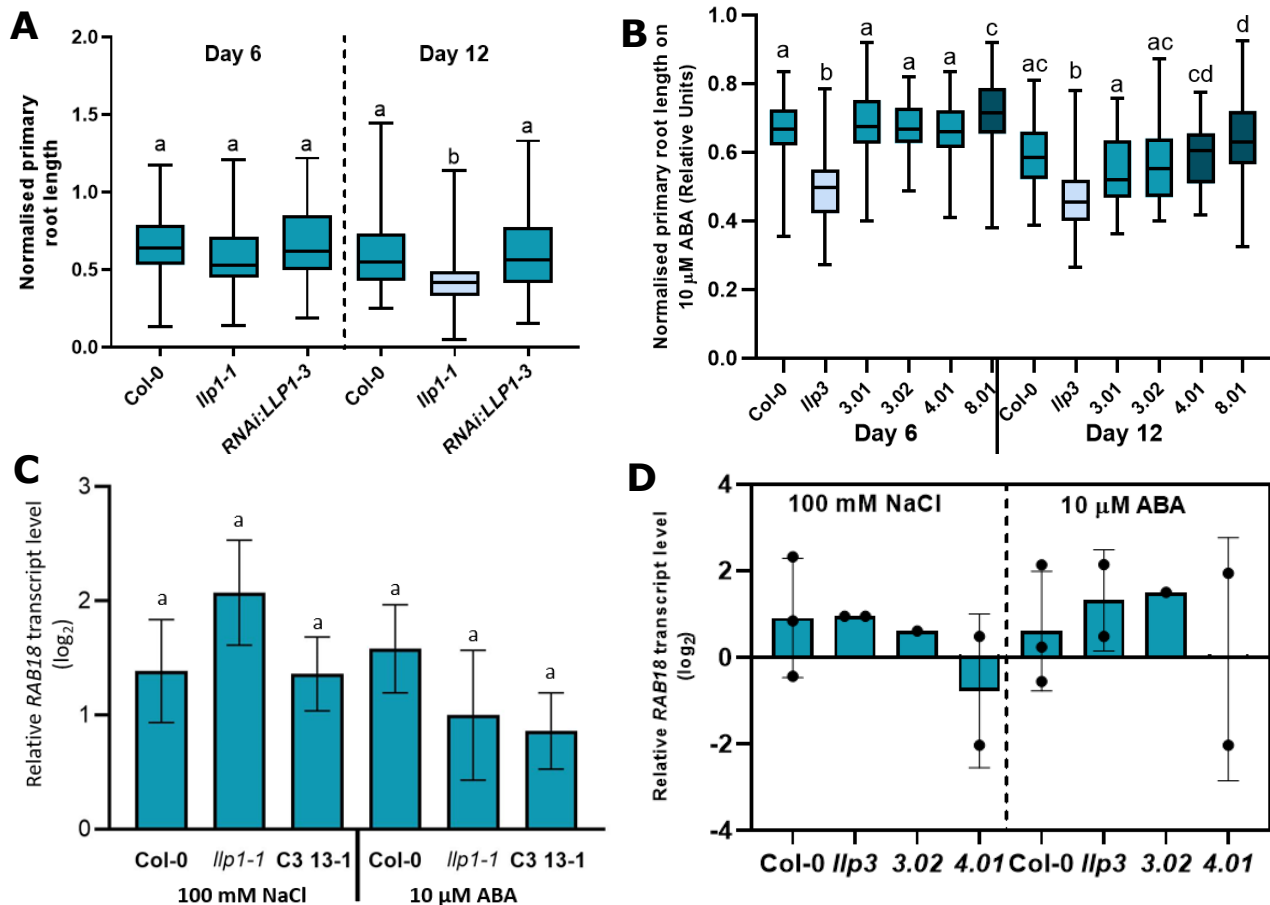 A
Normalised primary
root length
2.0
1.5
1.0
0.5
0.0
Day 6
Day 12
a
a
a
a
b
a
Col-0
llp1-1
RNAi:LLP1-3
Col-0
llp1-1
RNAi:LLP1-3
B
Normalised primary root length on
10 μM ABA (Relative Units)
1.0
0.8
0.6
0.4
0.2
0.0
a
b
a
a
a
c
ac
b
a
ac
cd
d
Col-0
llp3
3.01
3.02
4.01
8.01
Col-0
llp3
3.01
3.02
4.01
8.01
Day 6
Day 12
C
Relative RAB18 transcript level
(log2)
3
2
1
0
a
a
a
a
a
a
Col-0
llp1-1
C3 13-1
Col-0
llp1-1
C3 13-1
100 mM NaCl
10 μM ABA
D
Relative RAB18 transcript level
(log2)
4
2
0
-2
-4
100 mM NaCl
10 μM ABA
Col-0
llp3
3.02
4.01
Col-0
llp3
3.02
4.01